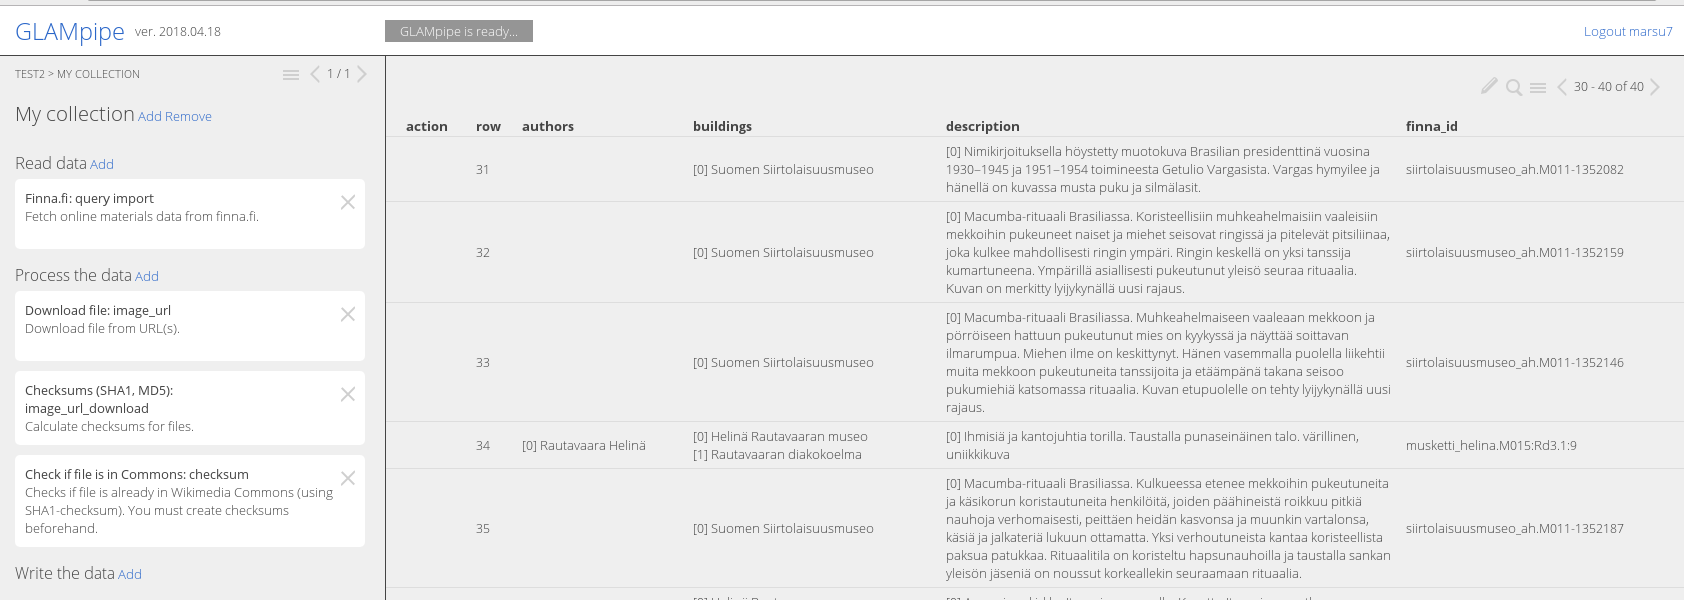 GLAMpipe ver. 2018.04.18
GLAMpipe is ready...
Logout marsu7
TEST2 > MY COLLECTION
1 / 1
My collection Add Remove
Read data Add
Finna.fi: query import
Fetch online materials data from finna.fi.
Process the data Add
Download file: image_url
Download file from URL(s).
Checksums (SHA1, MD5):
image_url_download
Calculate checksums for files.
Check if file is in Commons: checksum
Checks if file is already in Wikimedia Commons (using
SHA1-checksum). You must create checksums
beforehand.
Write the data Add
30 - 40 of 40
action row authors buildings description finna_id
31
[0] Suomen Siirtolaisuusmuseo
[0] Nimikirjoituksella höystetty muotokuva Brasilian presidenttinä vuosina
1930–1945 ja 1951–1954 toimineesta Getulio Vargasista. Vargas hymyilee ja
hänellä on kuvassa musta puku ja silmälasit.
siirtolaisuusmuseo_ah.M011-1352082
32
[0] Suomen Siirtolaisuusmuseo
[0] Macumba-rituaali Brasiliassa. Koristeellisiin muhkeahelmaisiin vaaleisiin
mekkoihin pukeuneet naiset ja miehet seisovat ringissä ja pitelevät pitsiliinaa,
joka kulkee mahdollisesti ringin ympäri. Ringin keskellä on yksi tanssija
kumartuneena. Ympärillä asiallisesti pukeutunut yleisö seuraa rituaalia.
Kuvan on merkitty lyijykynällä uusi rajaus.
siirtolaisuusmuseo_ah.M011-1352159
33
[0] Suomen Siirtolaisuusmuseo
[0] Macumba-rituaali Brasiliassa. Muhkeahelmaiseen vaaleaan mekkoon ja
pörröiseen hattuun pukeutunut mies on kyykyssä ja näyttää soittavan
ilmarumpua. Miehen ilme on keskittynyt. Hänen vasemmalla puolella liikehtii
muita mekkoon pukeutuneita tanssijoita ja etäämpänä takana seisoo
pukumiehiä katsomassa rituaalia. Kuvan etupuolelle on tehty lyijykynällä uusi
rajaus.
siirtolaisuusmuseo_ah.M011-1352146
34
[0] Rautavaara Helinä
[0] Helinä Rautavaaran museo
[1] Rautavaaran diakokoelma
[0] Ihmisiä ja kantojuhtia torilla. Taustalla punaseinäinen talo. värillinen,
uniikkikuva
musketti_helina.M015:Rd3.1:9
35
[0] Suomen Siirtolaisuusmuseo
[0] Macumba-rituaali Brasiliassa. Kulkueessa etenee mekkoihin pukeutuneita
ja käsikorun koristautuneita henkilöitä, joiden päähineistä roikkuu pitkiä
nauhoja verhomaisesti, peittäen heidän kasvonsa ja muunkin vartalonsa,
käsiä ja jalkateriä lukuun ottamatta. Yksi verhoutuneista kantaa koristeellista
paksua patukkaa. Rituaalitila on koristeltu hapsunauhoilla ja taustalla sankan
yleisön jäseniä on noussut korkeallekin seuraamaan rituaalia.
siirtolaisuusmuseo_ah.M011-1352187